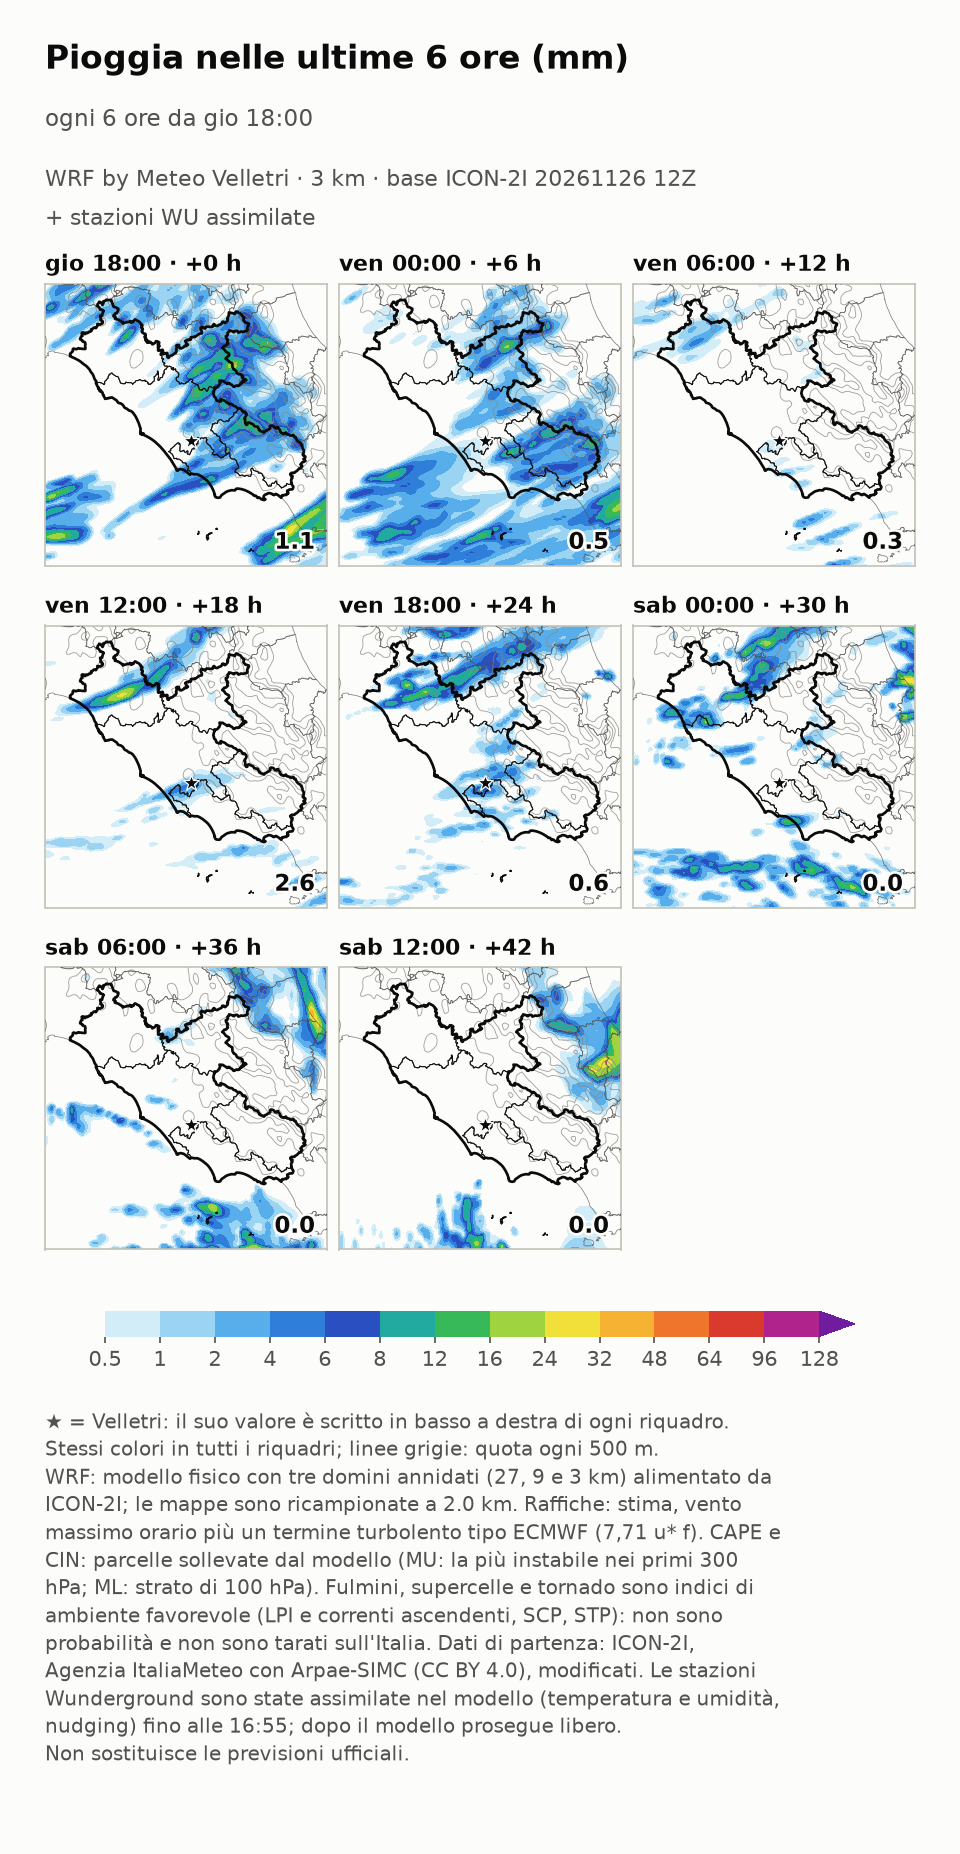 Pioggia nelle ultime 6 ore (mm)
ogni 6 ore da gio 18:00
WRF by Meteo Velletri · 3 km · base ICON-2I 20261126 12Z
+ stazioni WU assimilate
gio 18:00 · +0 h
ven 00:00 · +6 h
ven 06:00 · +12 h
1.1
0.5
0.3
ven 12:00 · +18 h
ven 18:00 · +24 h
sab 00:00 · +30 h
2.6
0.6
0.0
sab 06:00 · +36 h
sab 12:00 · +42 h
0.0
0.0
0.5 1 2 4 6 8 12 16 24 32 48 64 96 128
★ = Velletri: il suo valore è scritto in basso a destra di ogni riquadro.
Stessi colori in tutti i riquadri; linee grigie: quota ogni 500 m.
WRF: modello fisico con tre domini annidati (27, 9 e 3 km) alimentato da
ICON-2I; le mappe sono ricampionate a 2.0 km. Raffiche: stima, vento
massimo orario più un termine turbolento tipo ECMWF (7,71 u* f). CAPE e
CIN: parcelle sollevate dal modello (MU: la più instabile nei primi 300
hPa; ML: strato di 100 hPa). Fulmini, supercelle e tornado sono indici di
ambiente favorevole (LPI e correnti ascendenti, SCP, STP): non sono
probabilità e non sono tarati sull'Italia. Dati di partenza: ICON-2I,
Agenzia ItaliaMeteo con Arpae-SIMC (CC BY 4.0), modificati. Le stazioni
Wunderground sono state assimilate nel modello (temperatura e umidità,
nudging) fino alle 16:55; dopo il modello prosegue libero.
Non sostituisce le previsioni ufficiali.